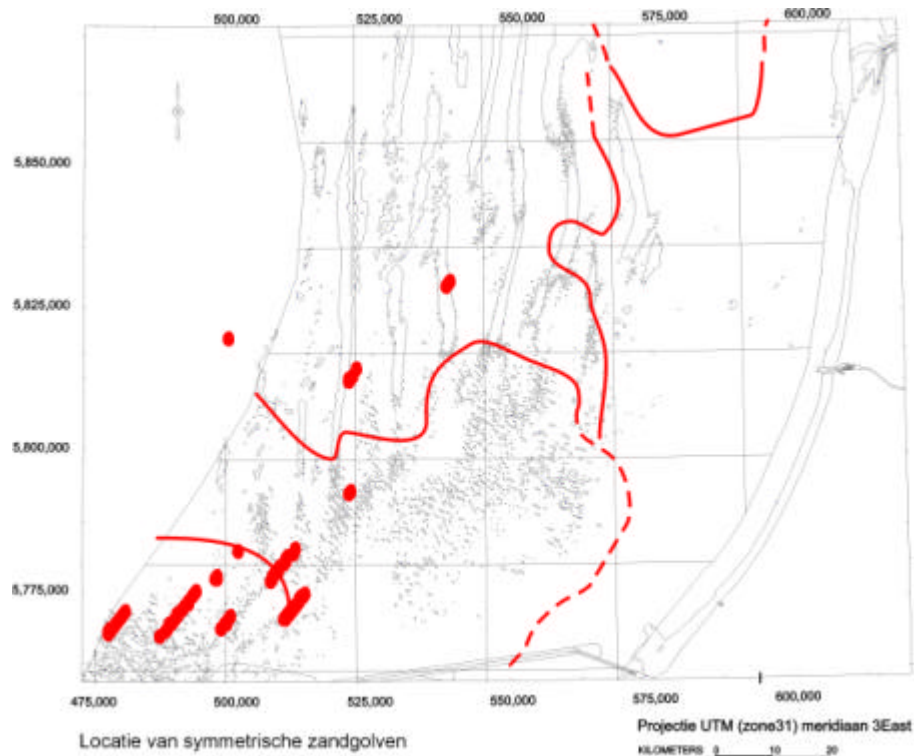 500,000 525,000 550,000 575,000 600,000
5,850,000
5,825,000
5,800,000
5,775,000
475,000 500,000 525,000 550,000 575,000 600,000
Locatie van symmetrische zandgolven
Projectie UTM (zone31) meridiaan 3East
KILOMETERS 0 10 20